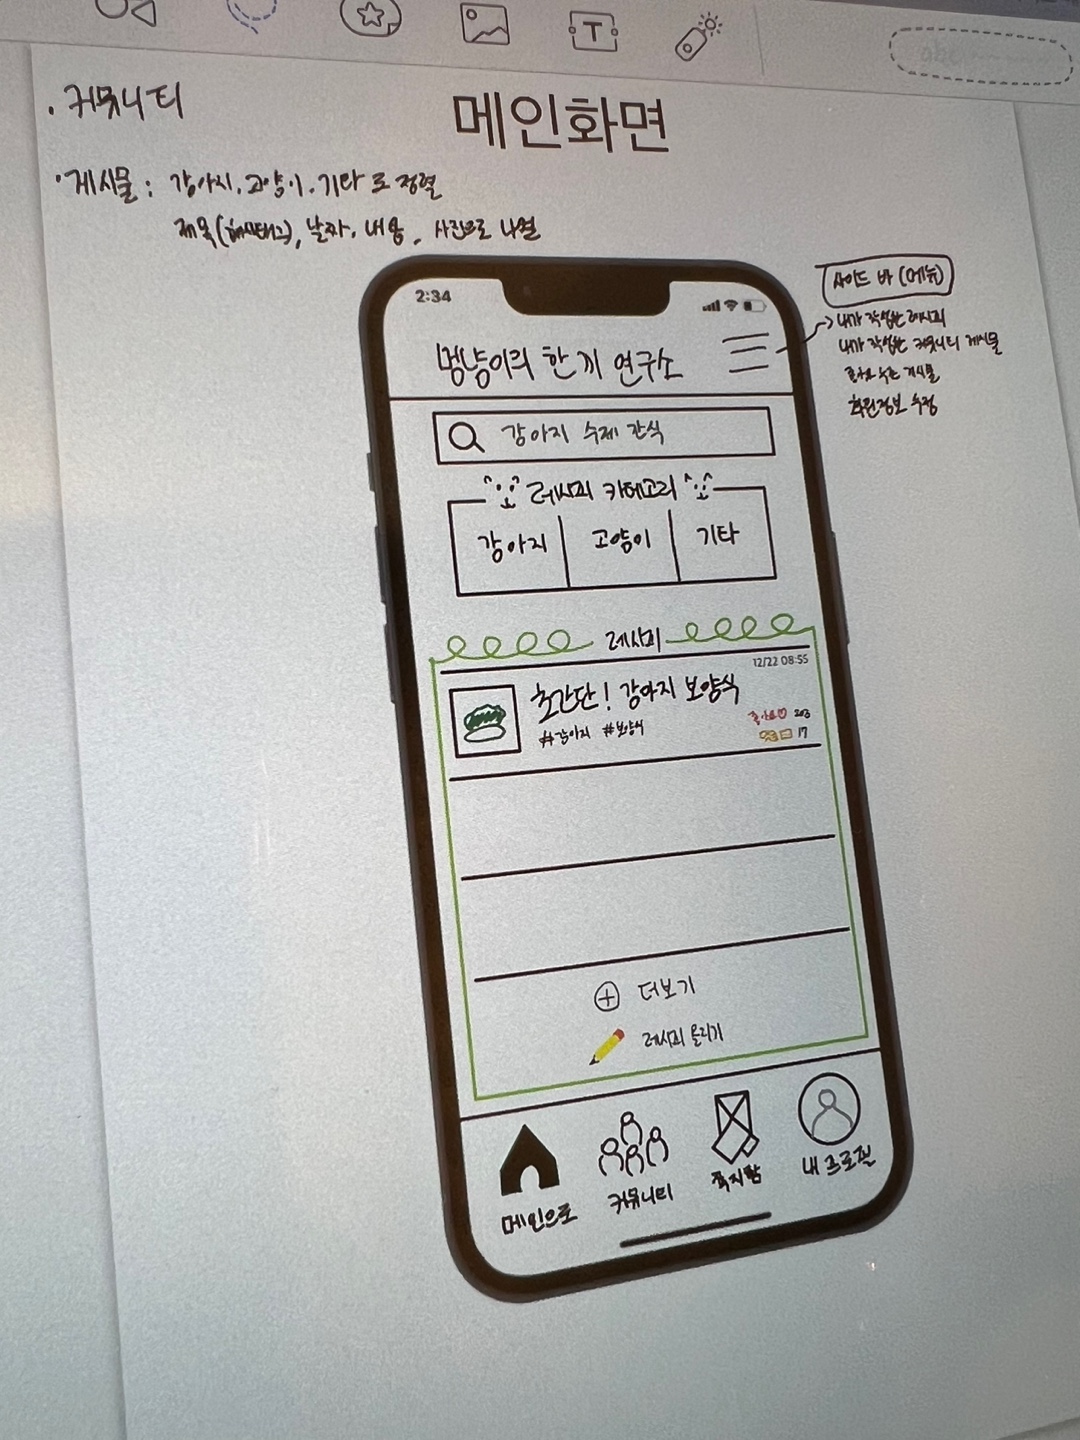 . 커뮤니티
메인화면
· 게시물 : 강아지, 고양이, 기타 로 정렬
제목(해시태그), 날짜, 내용, 사진으로 나열
사이드 바 (메뉴)
내가 작성한 레시피
내가 작성한 커뮤니티 게시물
좋아요 누른 게시물
회원정보 수정
2:34
멍냥이의 한끼 연구소
강아지 수제 간식
레시피 카테고리
강아지
고양이
기타
레시피
12/22 08:55
초간단! 강아지 보양식
#강아지 #보양식
좋아요 203
17
더보기
레시피 올리기
메인으로
커뮤니티
쪽지함
내 프로필